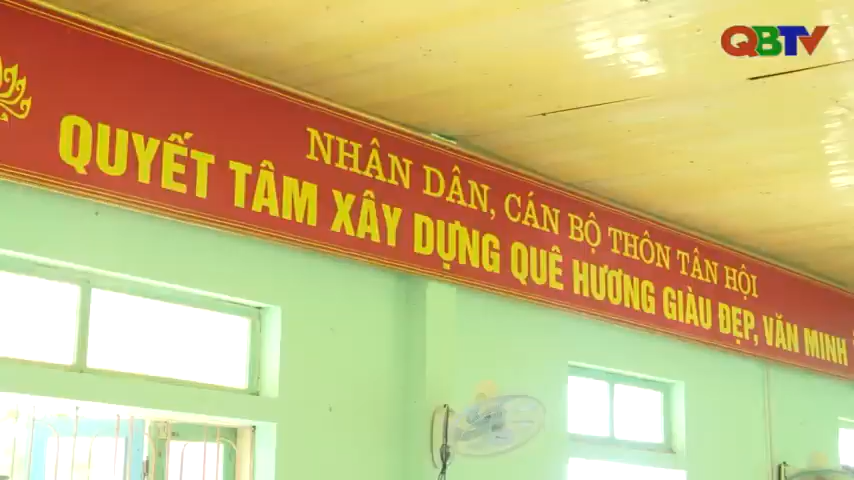 QBTV
NHÂN DÂN, CÁN BỘ THÔN TÂN HỘI
QUYẾT TÂM XÂY DỰNG QUÊ HƯƠNG GIÀU ĐẸP, VĂN MINH